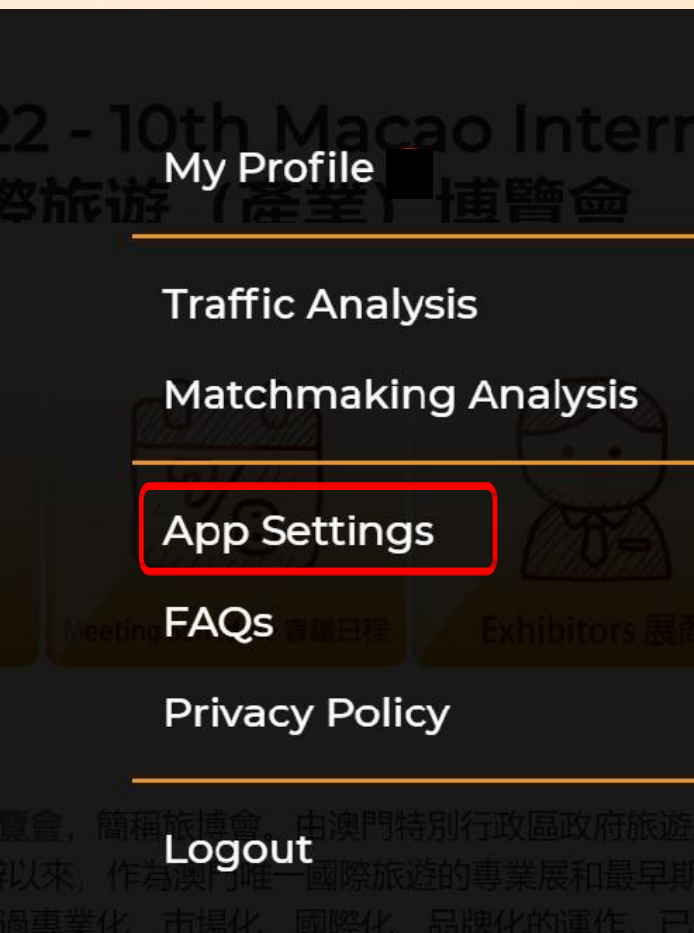 22 - 10th Macao Intern
My Profile
際旅遊（產業）博覽會
Traffic Analysis
Matchmaking Analysis
App Settings
FAQs
Meeting 會議日程
Exhibitors 展商
Privacy Policy
覽會，簡稱旅博會。由澳門特別行政區政府旅遊
Logout
辦以來，作為澳門唯一國際旅遊的專業展和最早期
過專業化、市場化、國際化、品牌化的運作，已